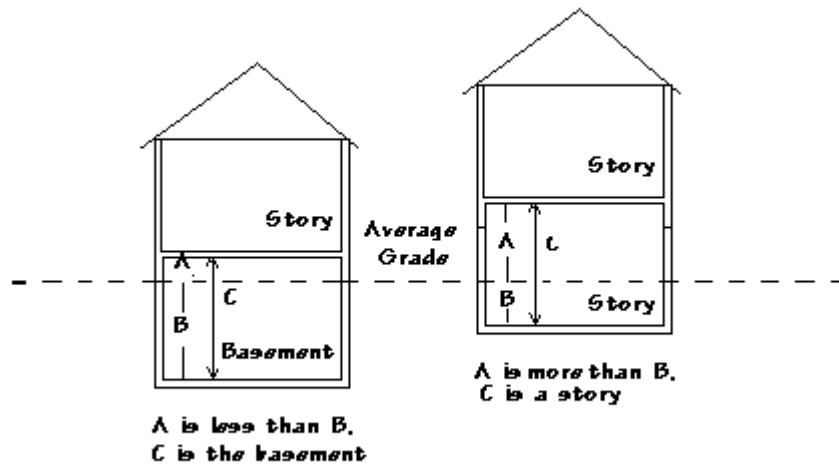 Story
Story
Average
Grade
A
C
B
Basement
A
C
B
Story
A is less than B.
C is the basement
A is more than B.
C is a story